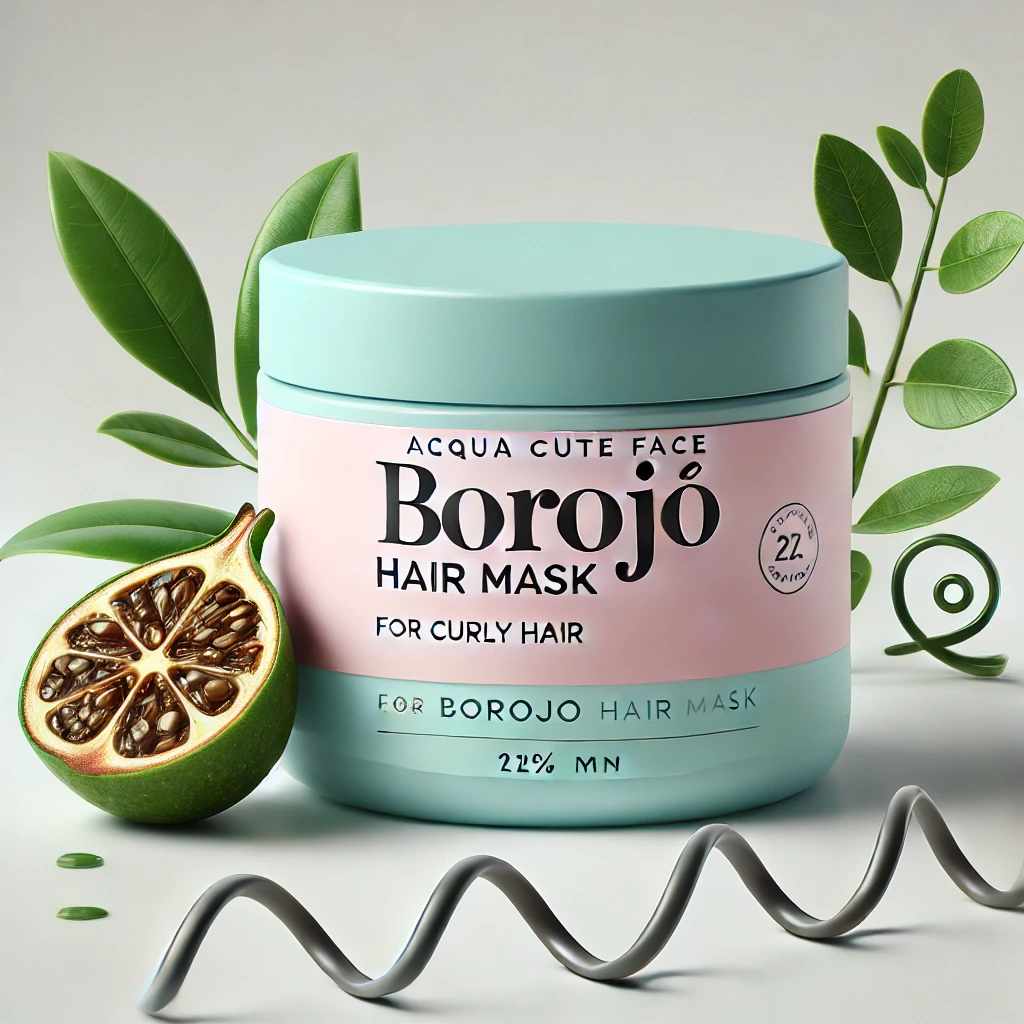 ACQUA CUTE FACE
Borojó
HAIR MASK
FOR CURLY HAIR
22
FOR BOROJO HAIR MASK
MN